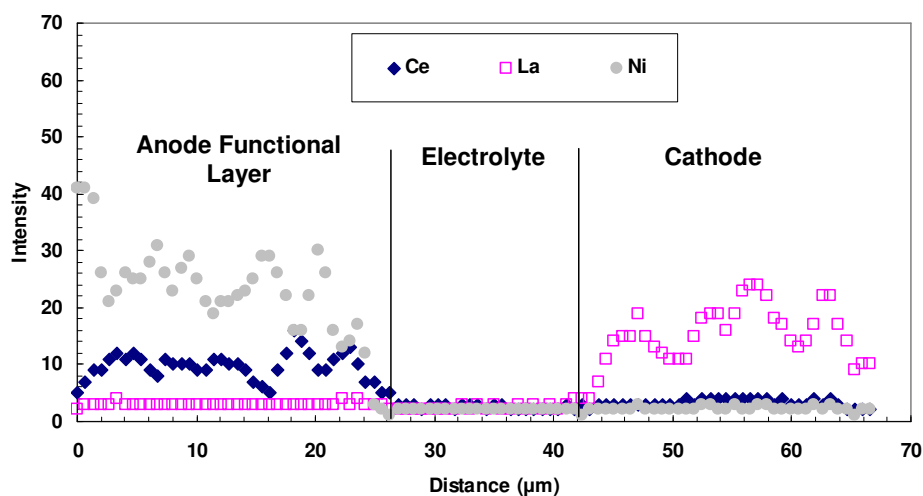 70
60
50
40
30
20
10
0
Intensity
Ce La Ni
Anode Functional
Layer
Electrolyte
Cathode
0 10 20 30 40 50 60 70
Distance (µm)